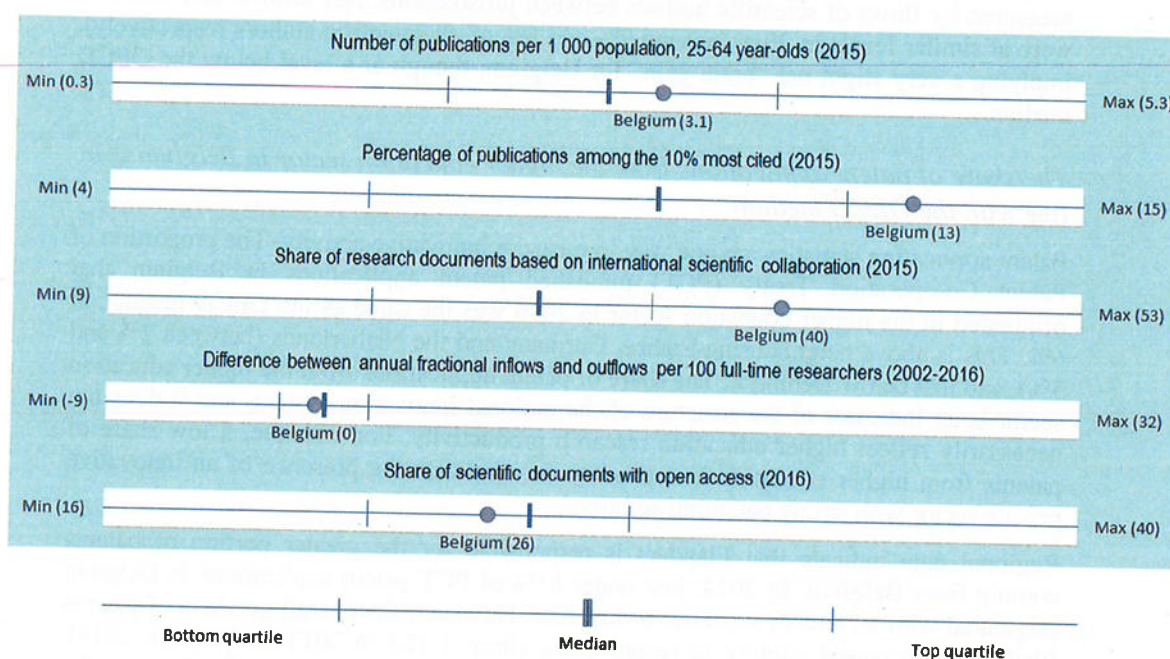 Number of publications per 1 000 population, 25-64 year-olds (2015)
Min (0.3)
Max (5.3)
Belgium (3.1)
Percentage of publications among the 10% most cited (2015)
Min (4)
Max (15)
Belgium (13)
Share of research documents based on international scientific collaboration (2015)
Min (9)
Max (53)
Belgium (40)
Difference between annual fractional inflows and outflows per 100 full-time researchers (2002-2016)
Min (-9)
Max (32)
Belgium (0)
Share of scientific documents with open access (2016)
Min (16)
Max (40)
Belgium (26)
Bottom quartile
Median
Top quartile